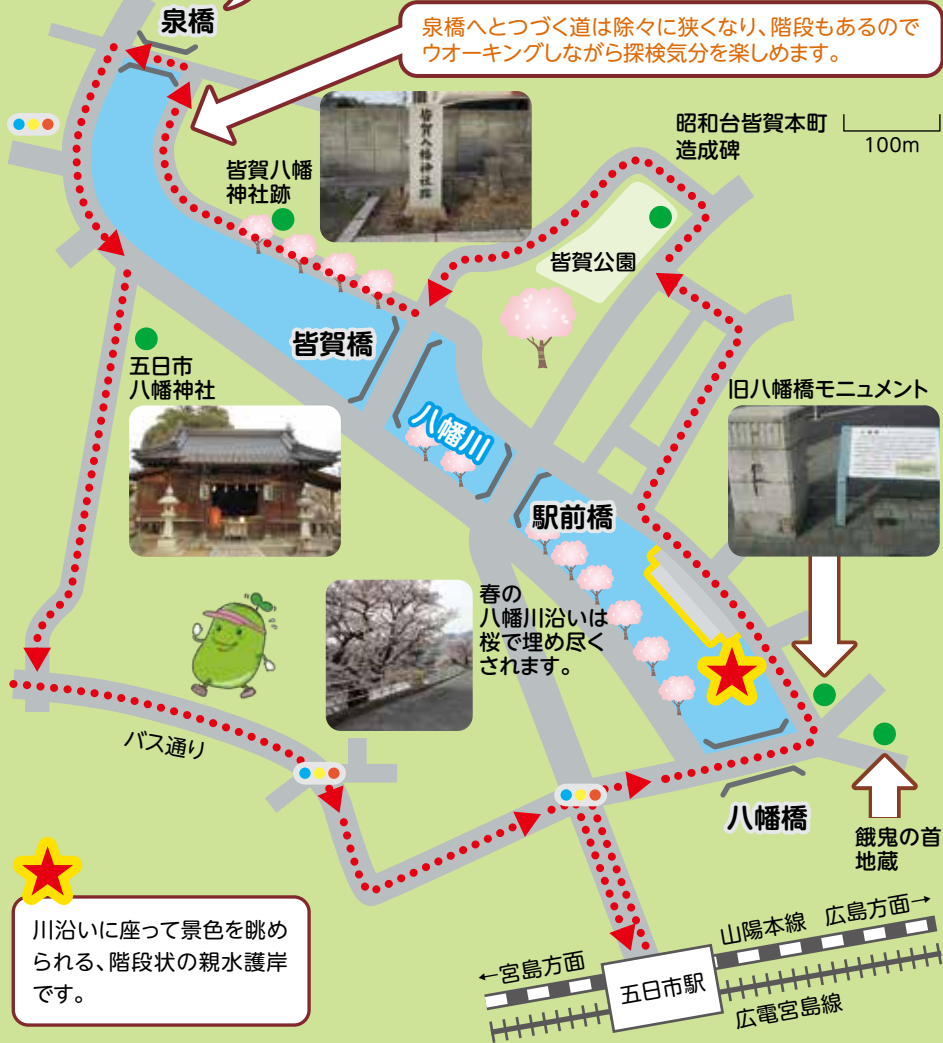 泉橋
泉橋へとつづく道は除々に狭くなり、階段もあるので
ウオーキングしながら探検気分を楽しめます。
昭和台皆賀本町
造成碑
100m
皆賀八幡
神社跡
皆賀八幡神社跡
皆賀公園
皆賀橋
五日市
八幡神社
八幡川
旧八幡橋モニュメント
駅前橋
春の
八幡川沿いは
桜で埋め尽く
されます。
バス通り
八幡橋
餓鬼の首
地蔵
川沿いに座って景色を眺め
られる、階段状の親水護岸
です。
←宮島方面
山陽本線 広島方面→
五日市駅
広電宮島線